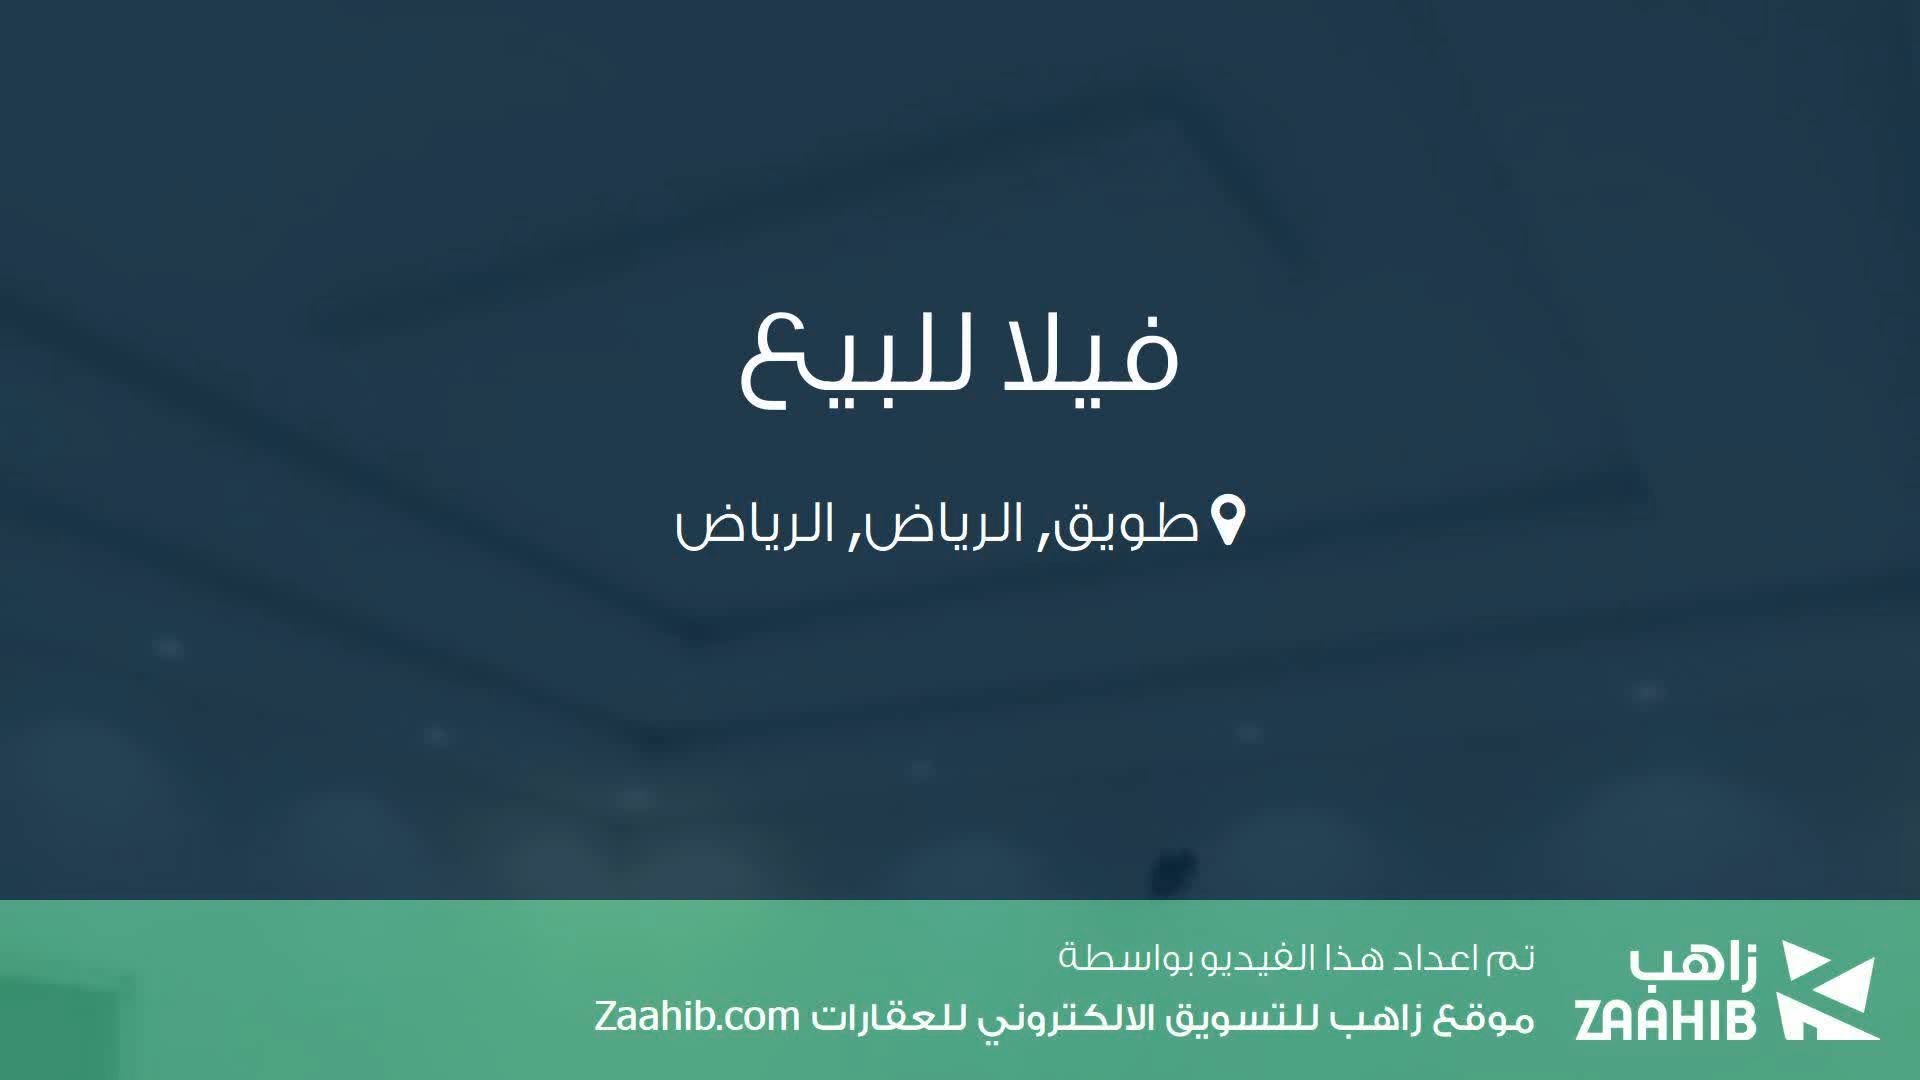 فيلا للبيع
طويق, الرياض, الرياض
زاهب
ZAAHIB
تم اعداد هذا الفيديو بواسطة
موقع زاهب للتسويق الالكتروني للعقارات Zaahib.com